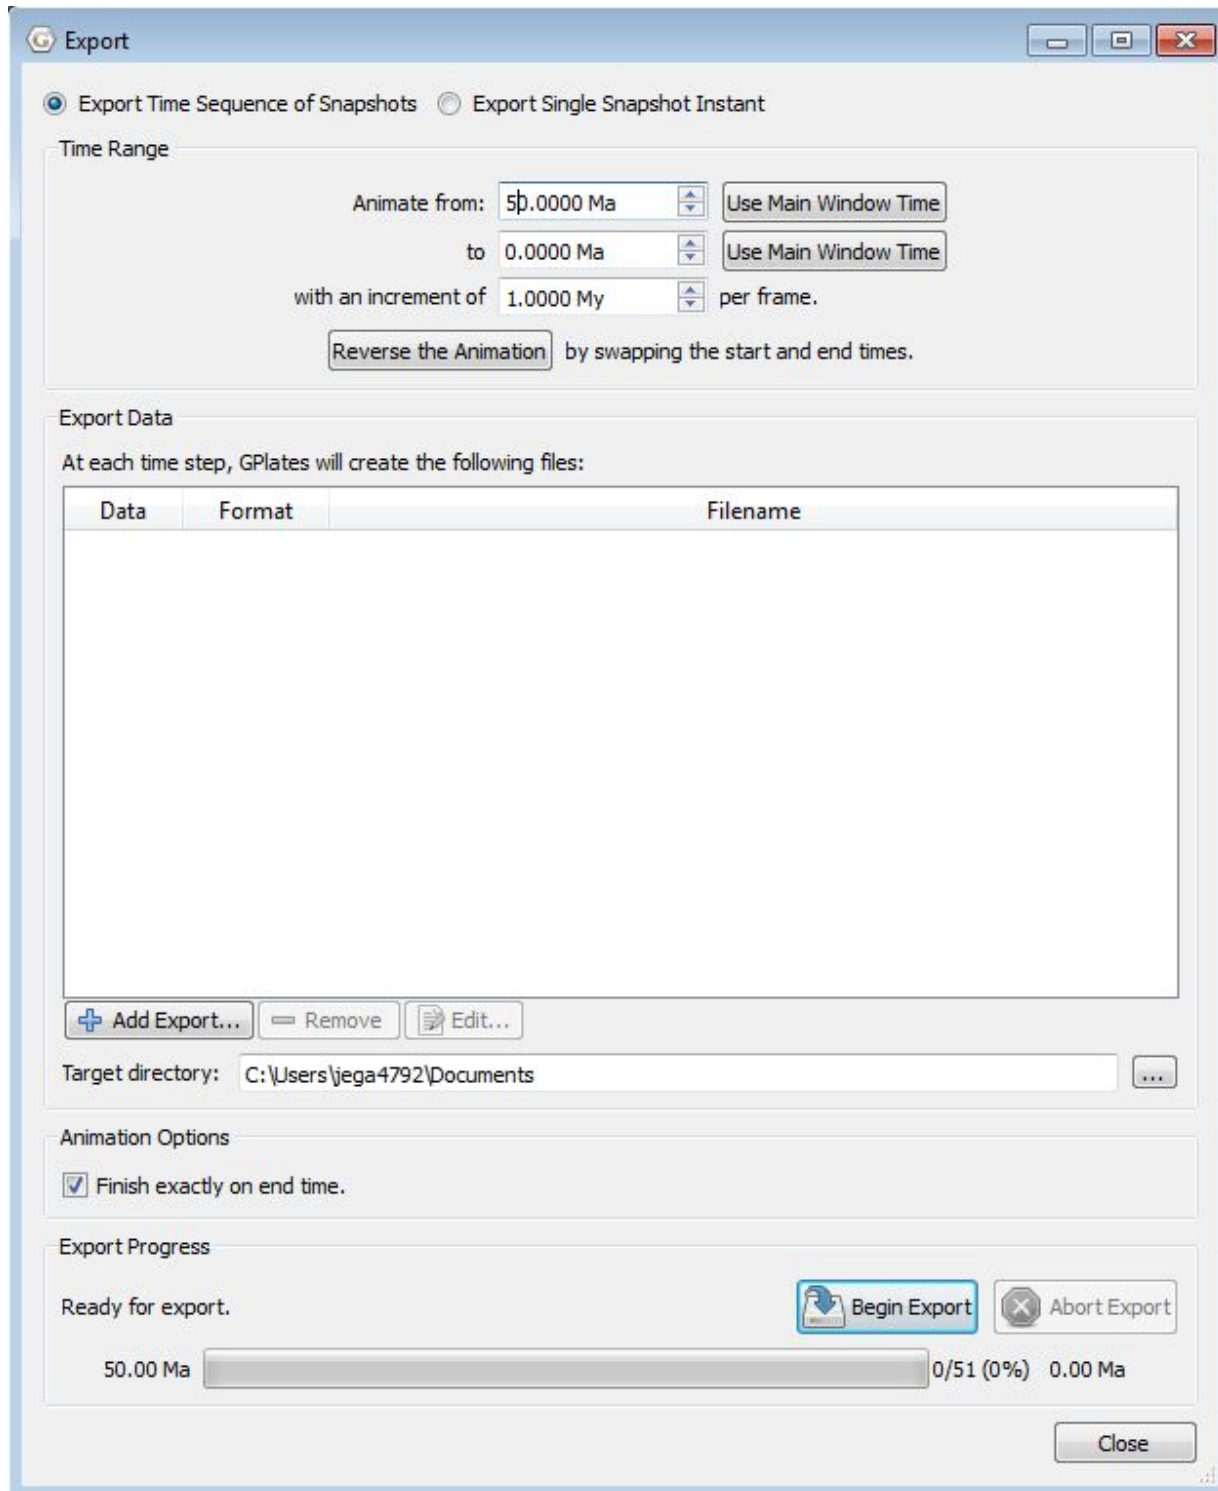 Export
Export Time Sequence of Snapshots Export Single Snapshot Instant
Time Range
Animate from: 50.0000 Ma Use Main Window Time
to 0.0000 Ma Use Main Window Time
with an increment of 1.0000 My per frame.
Reverse the Animation by swapping the start and end times.
Export Data
At each time step, GPlates will create the following files:
Data Format Filename
Add Export... Remove Edit...
Target directory: C:\Users\jega4792\Documents ...
Animation Options
Finish exactly on end time.
Export Progress
Ready for export. Begin Export Abort Export
50.00 Ma 0/51 (0%) 0.00 Ma
Close